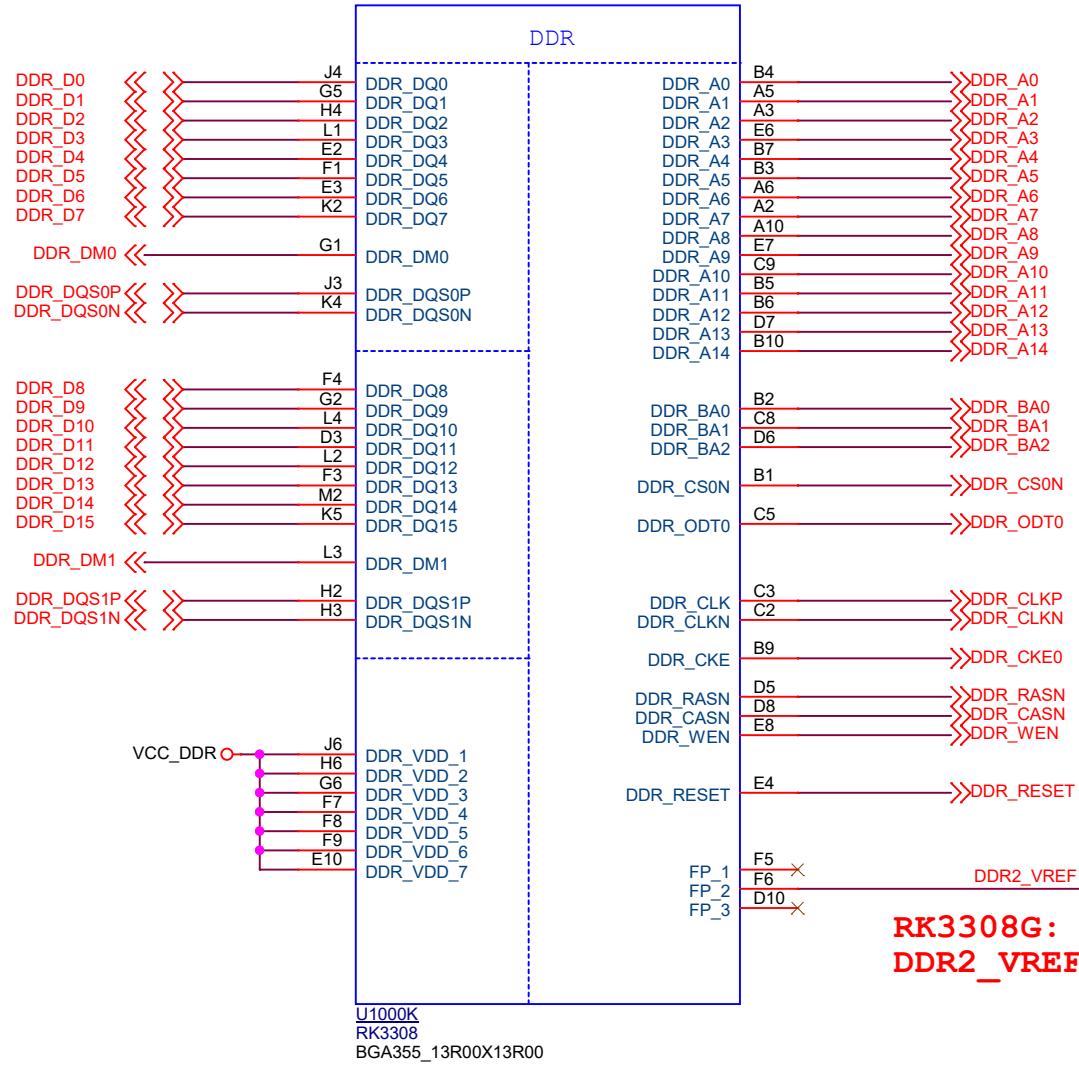 DDR
DDR_D0 J4 DDR_DQ0
DDR_D1 G5 DDR_DQ1
DDR_D2 H4 DDR_DQ2
DDR_D3 L1 DDR_DQ3
DDR_D4 E2 DDR_DQ4
DDR_D5 F1 DDR_DQ5
DDR_D6 E3 DDR_DQ6
DDR_D7 K2 DDR_DQ7
DDR_DM0 G1 DDR_DM0
DDR_DQS0P J3 DDR_DQS0P
DDR_DQS0N K4 DDR_DQS0N
DDR_D8 F4 DDR_DQ8
DDR_D9 G2 DDR_DQ9
DDR_D10 L4 DDR_DQ10
DDR_D11 D3 DDR_DQ11
DDR_D12 L2 DDR_DQ12
DDR_D13 F3 DDR_DQ13
DDR_D14 M2 DDR_DQ14
DDR_D15 K5 DDR_DQ15
DDR_DM1 L3 DDR_DM1
DDR_DQS1P H2 DDR_DQS1P
DDR_DQS1N H3 DDR_DQS1N
VCC_DDR J6 DDR_VDD_1
H6 DDR_VDD_2
G6 DDR_VDD_3
F7 DDR_VDD_4
F8 DDR_VDD_5
F9 DDR_VDD_6
E10 DDR_VDD_7
DDR_A0 B4 DDR_A0
DDR_A1 A5 DDR_A1
DDR_A2 A3 DDR_A2
DDR_A3 E6 DDR_A3
DDR_A4 B7 DDR_A4
DDR_A5 B3 DDR_A5
DDR_A6 A6 DDR_A6
DDR_A7 A2 DDR_A7
DDR_A8 A10 DDR_A8
DDR_A9 E7 DDR_A9
DDR_A10 C9 DDR_A10
DDR_A11 B5 DDR_A11
DDR_A12 B6 DDR_A12
DDR_A13 D7 DDR_A13
DDR_A14 B10 DDR_A14
DDR_BA0 B2 DDR_BA0
DDR_BA1 C8 DDR_BA1
DDR_BA2 D6 DDR_BA2
DDR_CS0N B1 DDR_CS0N
DDR_ODT0 C5 DDR_ODT0
DDR_CLK C3 DDR_CLKP
DDR_CLKN C2 DDR_CLKN
DDR_CKE B9 DDR_CKE0
DDR_RASN D5 DDR_RASN
DDR_CASN D8 DDR_CASN
DDR_WEN E8 DDR_WEN
DDR_RESET E4 DDR_RESET
FP_1 F5
FP_2 F6 DDR2_VREF
FP_3 D10
RK3308G:
DDR2_VREF
U1000K
RK3308
BGA355_13R00X13R00